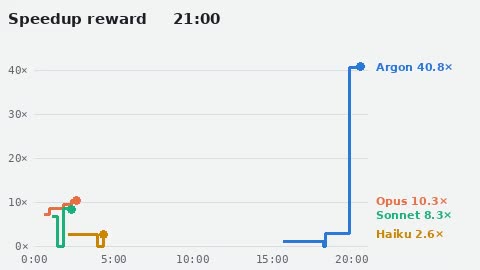 Speedup reward 21:00
40×
Argon 40.8×
30×
20×
10×
Opus 10.3×
Sonnet 8.3×
Haiku 2.6×
0×
0:00 5:00 10:00 15:00 20:00